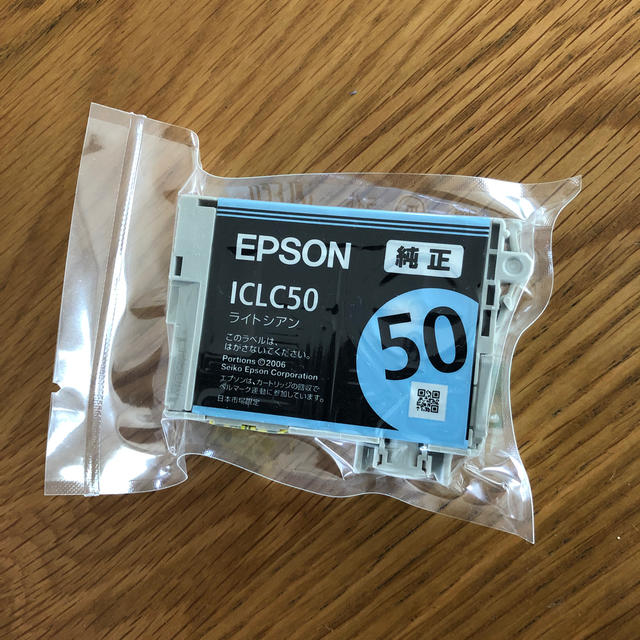 EPSON 純正
ICLC50
ライトシアン
50
このラベルは、
はがさないでください。
Portions ©2006
Seiko Epson Corporation
エプソンは、カートリッジの回収で
ベルマーク運動に参加しています。
日本市場限定